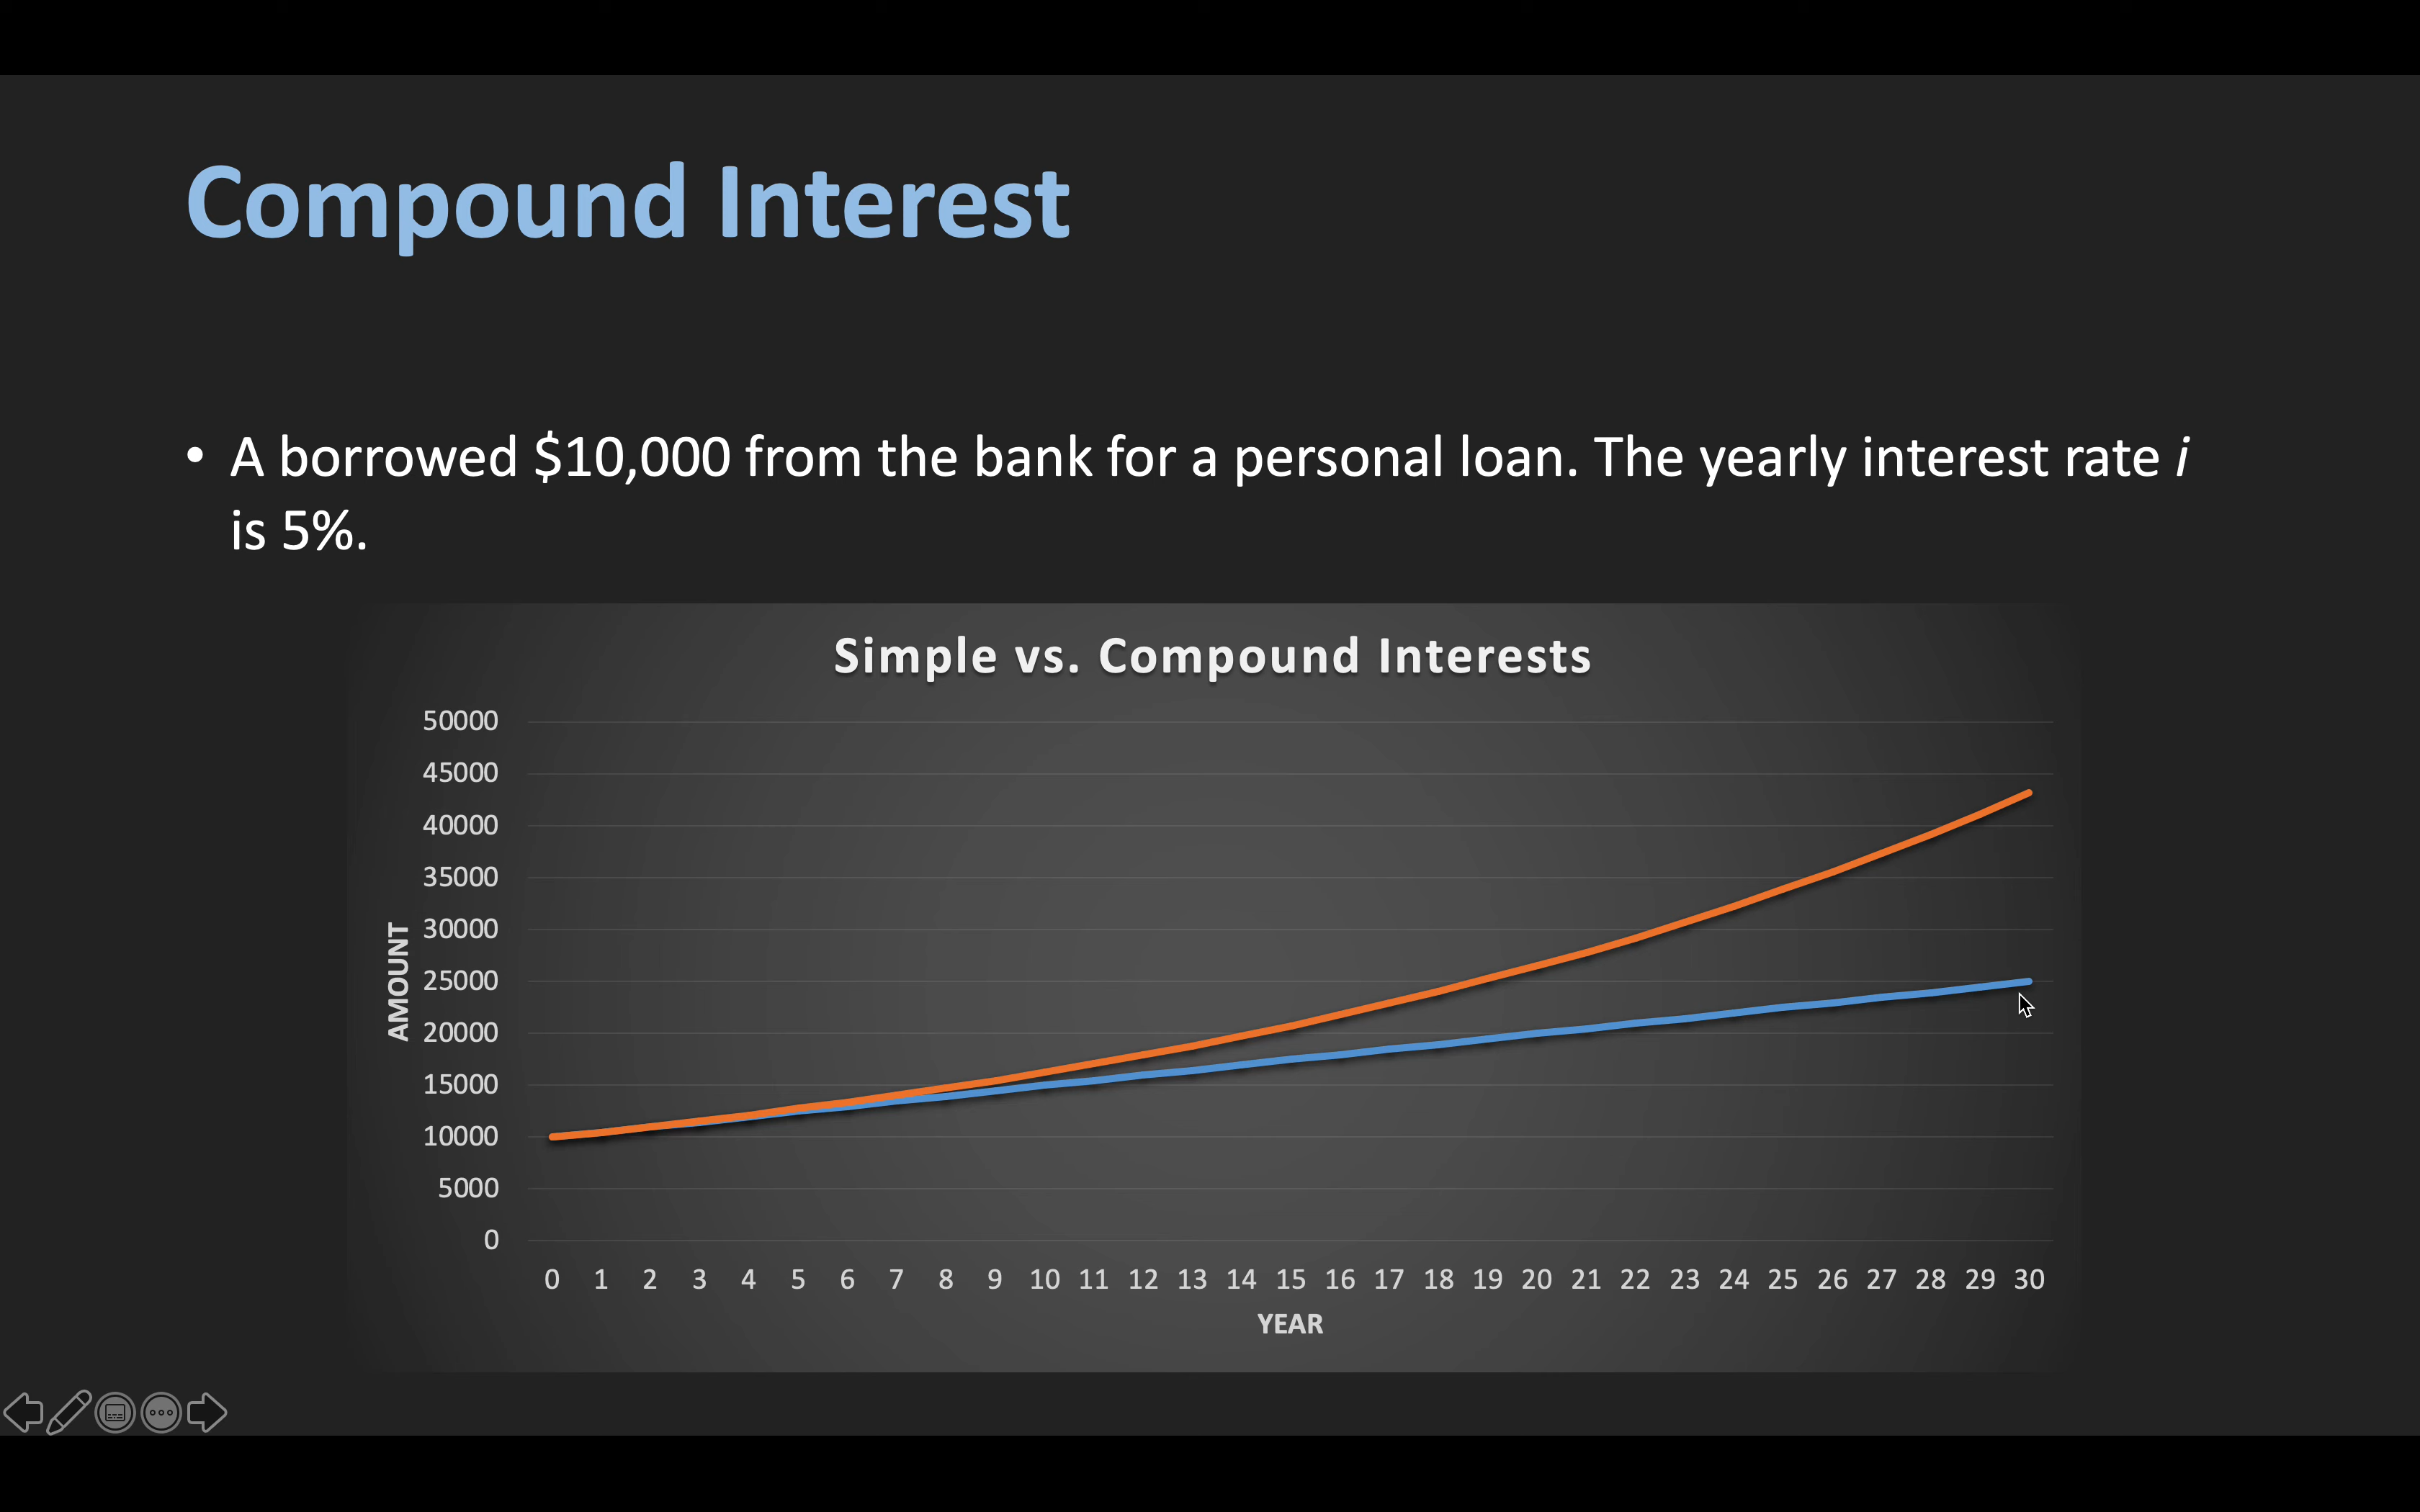 Compound Interest
• A borrowed $10,000 from the bank for a personal loan. The yearly interest rate i
is 5%.
Simple vs. Compound Interests
50000
45000
40000
35000
30000
25000
20000
15000
10000
5000
0
AMOUNT
0 1 2 3 4 5 6 7 8 9 10 11 12 13 14 15 16 17 18 19 20 21 22 23 24 25 26 27 28 29 30
YEAR